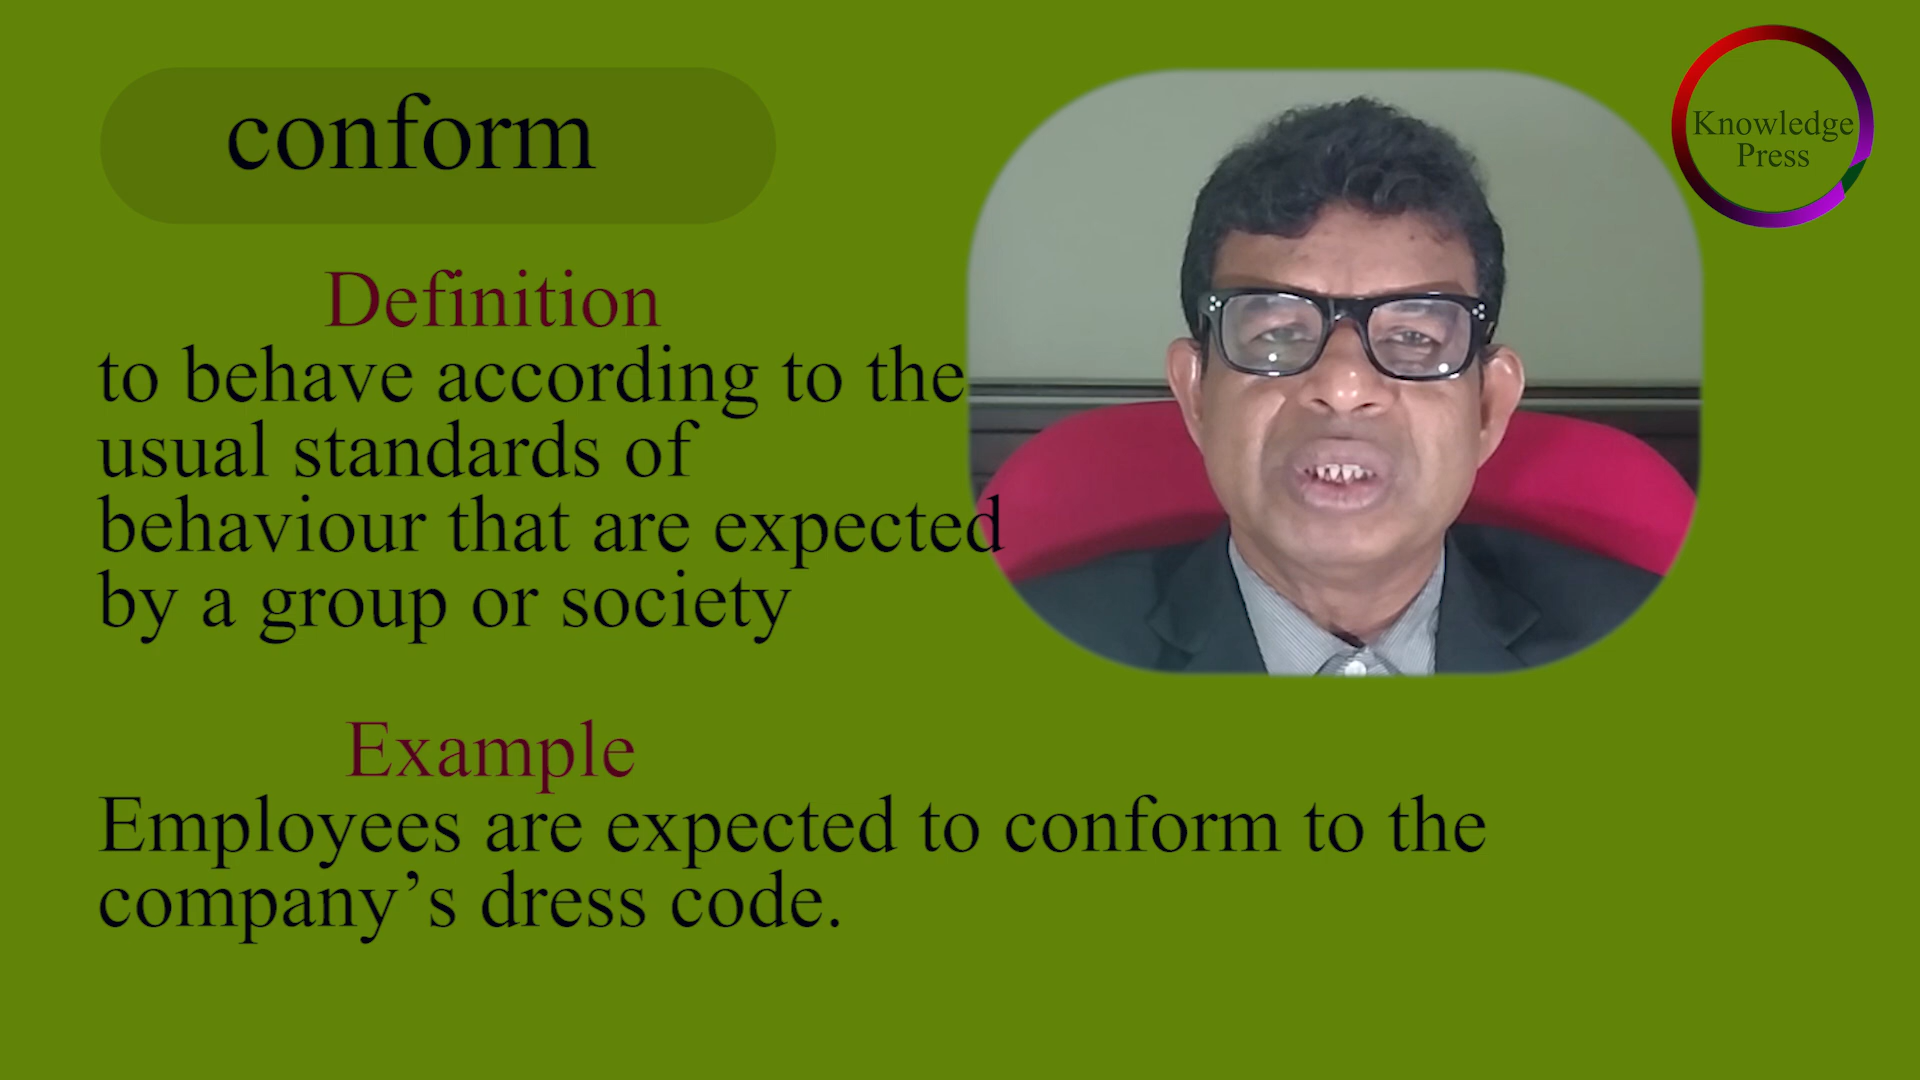 conform
Knowledge
Press
Definition
to behave according to the
usual standards of
behaviour that are expected
by a group or society
Example
Employees are expected to conform to the
company’s dress code.